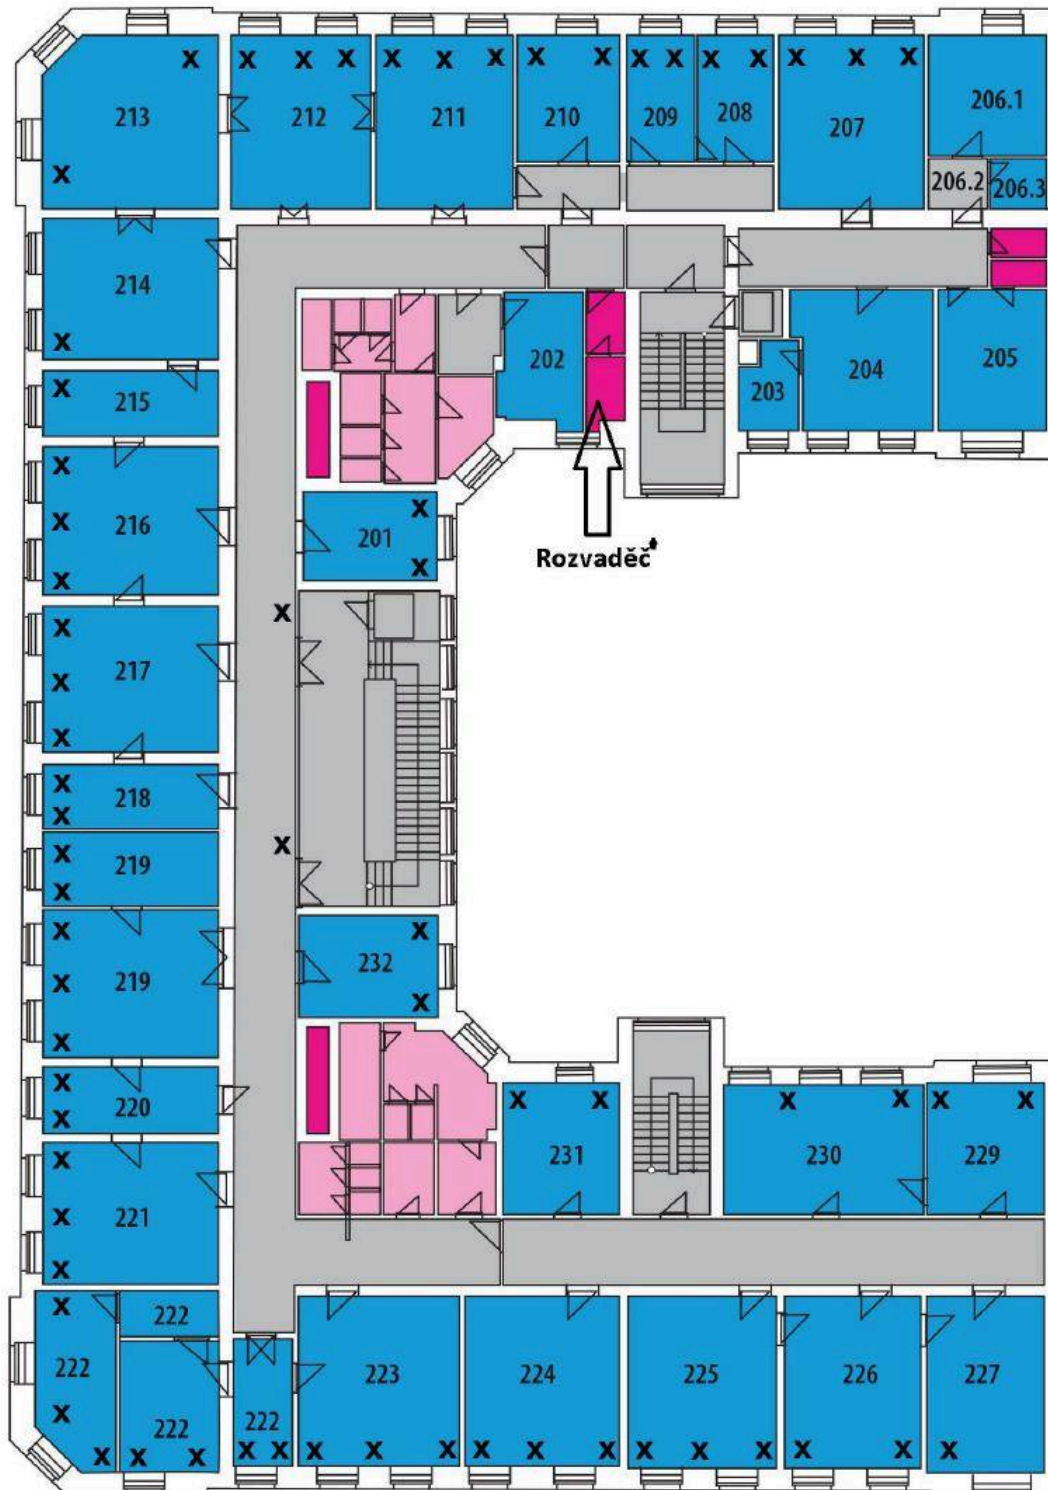 X X X X X X X X X X X X X X X X
213 212 211 210 209 208 207 206.1
X
206.2 206.3
214
X
202
X
215
203 204 205
X
216
X
201 X
X
X
Rozvaděč
X
X
217
X
X
X
218
X
X
219
X
X
X
X
232
219
X
X
X
X
220
X
X X X X X X
231 230 229
X
221
X
X
X
222
222
223 224 225 226 227
X
222
222
X X X X X X X X X X X X X X X X X